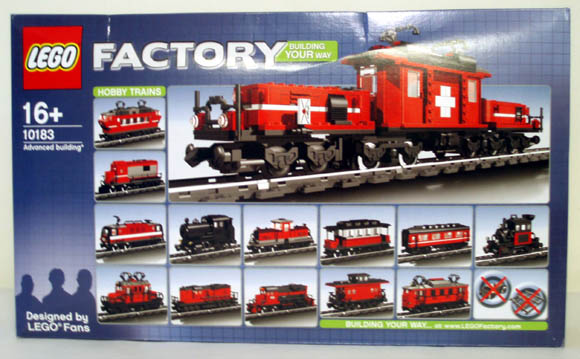 LEGO
FACTORY
BUILDING
YOUR WAY
HOBBY TRAINS
16+
10183
Advanced building
Designed by
LEGO Fans
BUILDING YOUR WAY... at: www.LEGOFactory.com